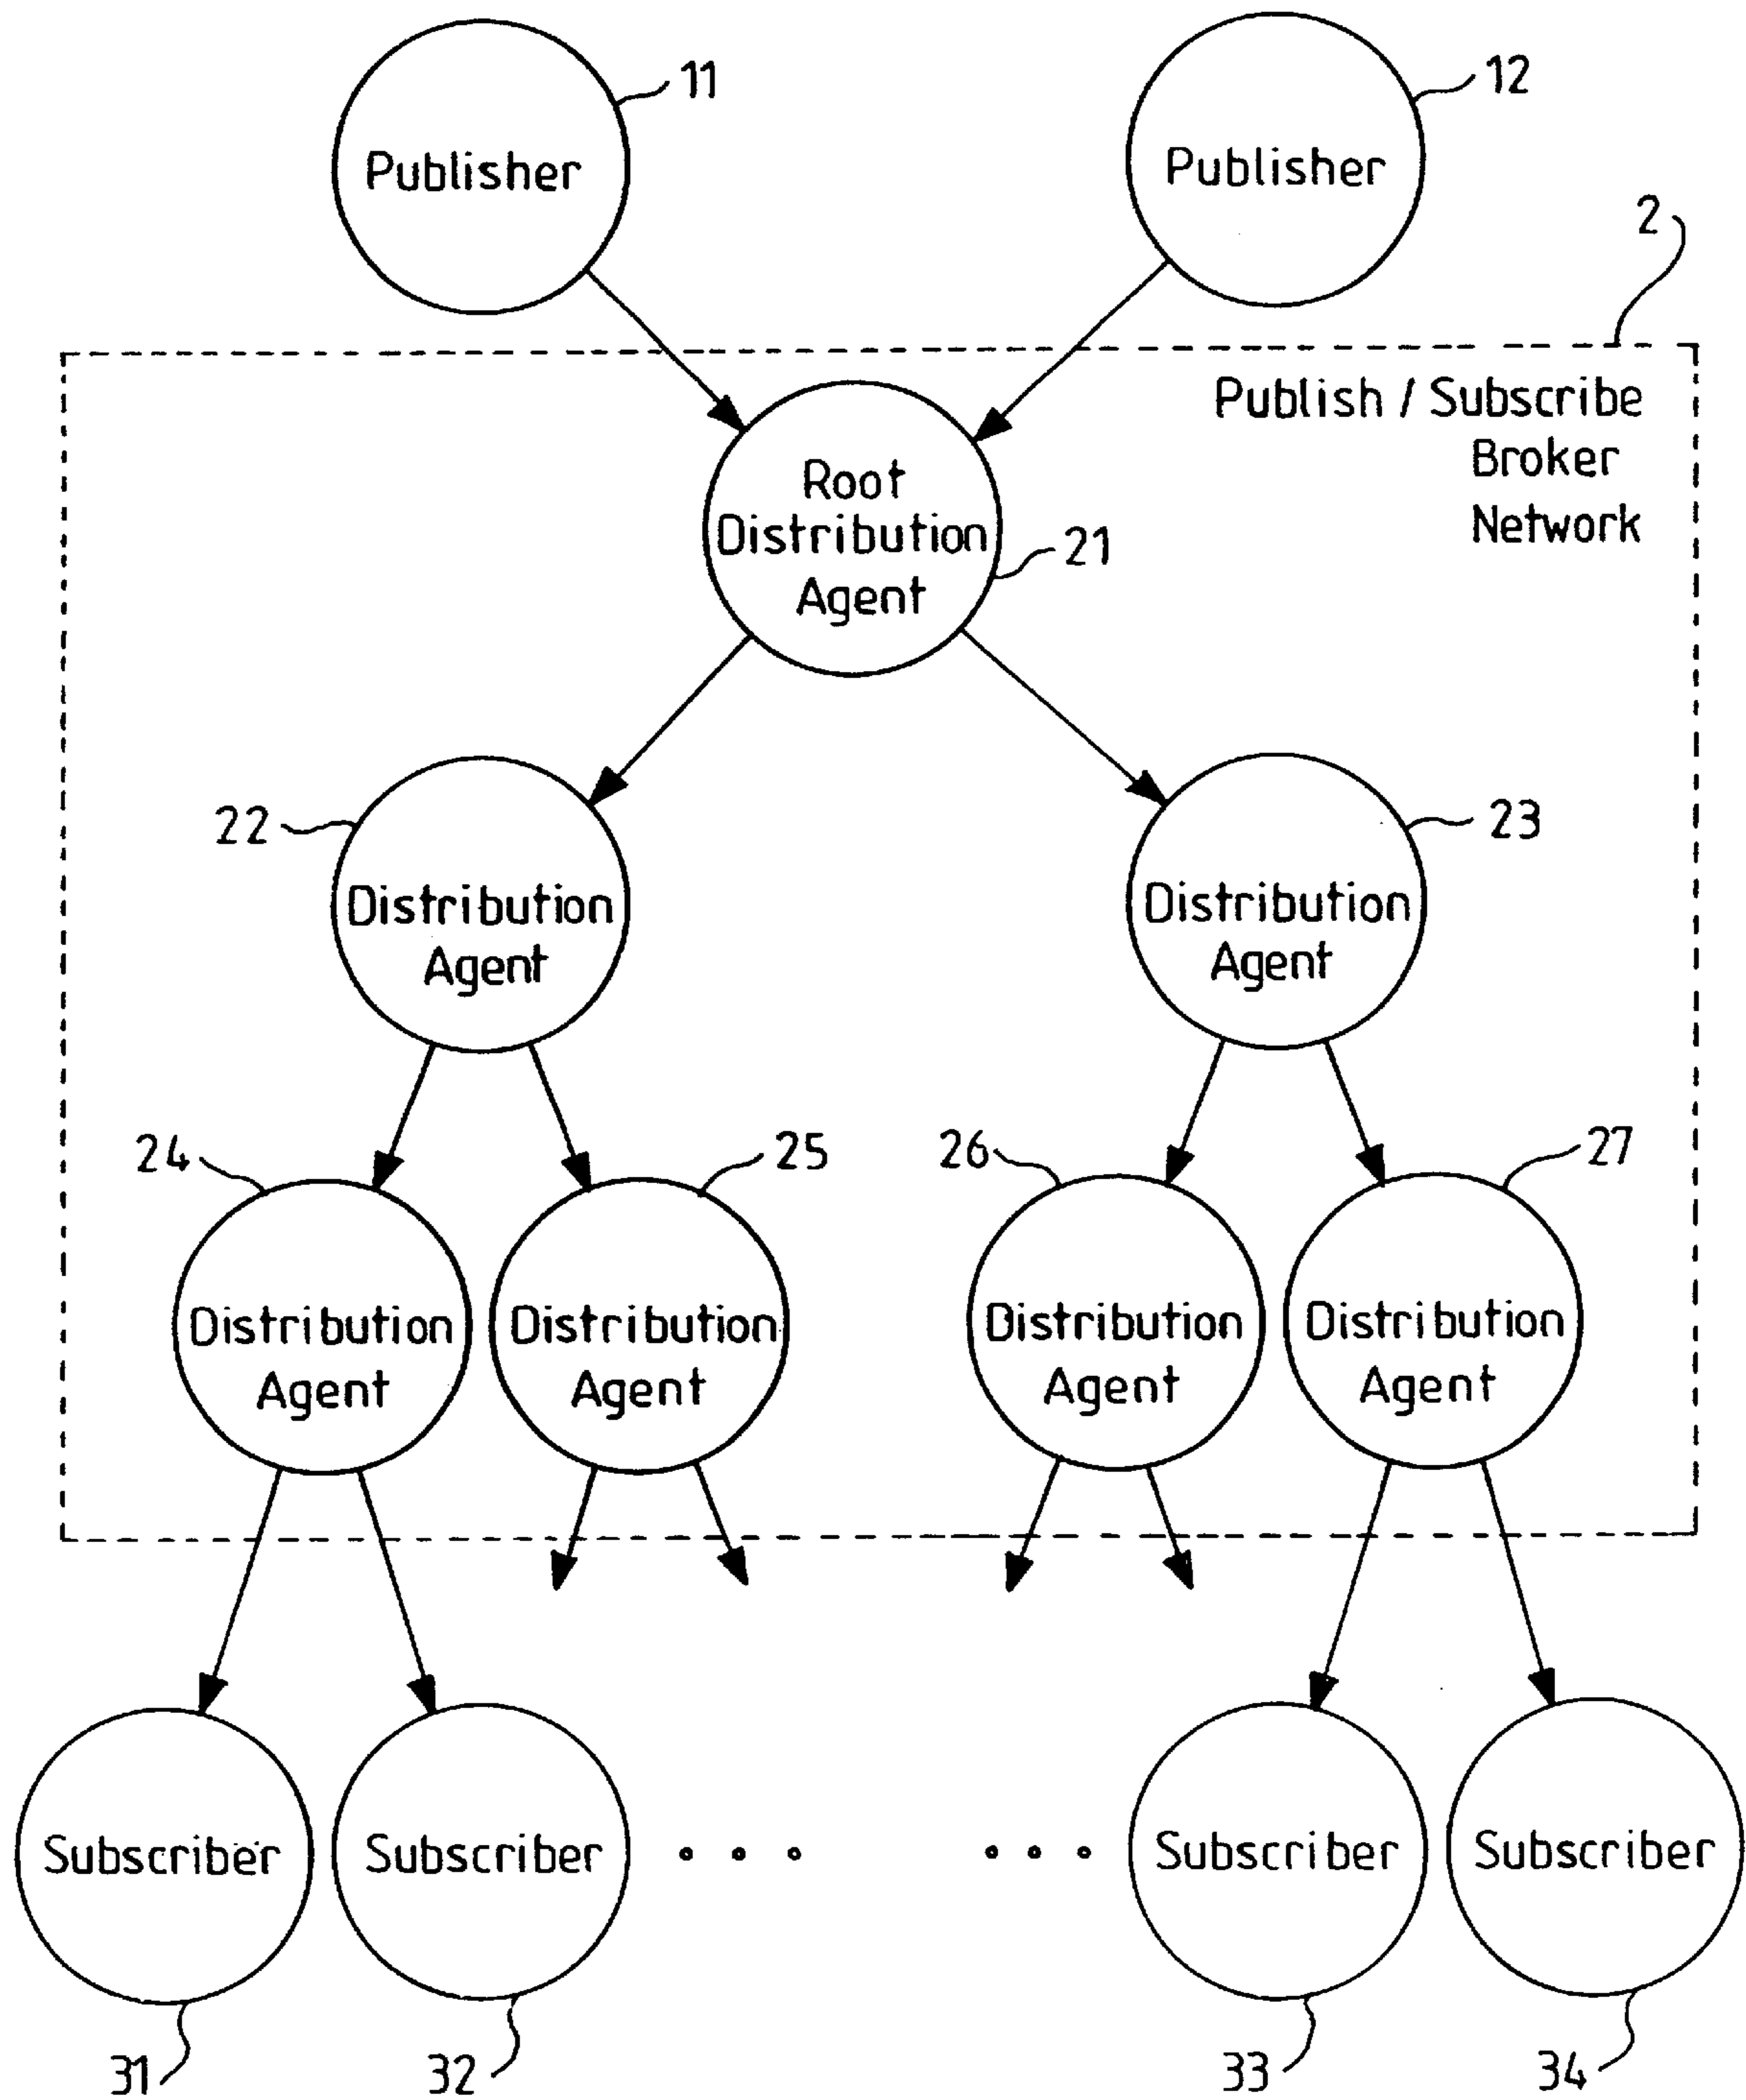 11
12
Publisher
Publisher
2
Publish / Subscribe
Broker
Network
Root
Distribution
Agent
21
22
23
Distribution
Agent
Distribution
Agent
24
25
26
27
Distribution
Agent
Distribution
Agent
Distribution
Agent
Distribution
Agent
Subscriber
Subscriber
Subscriber
Subscriber
31
32
33
34